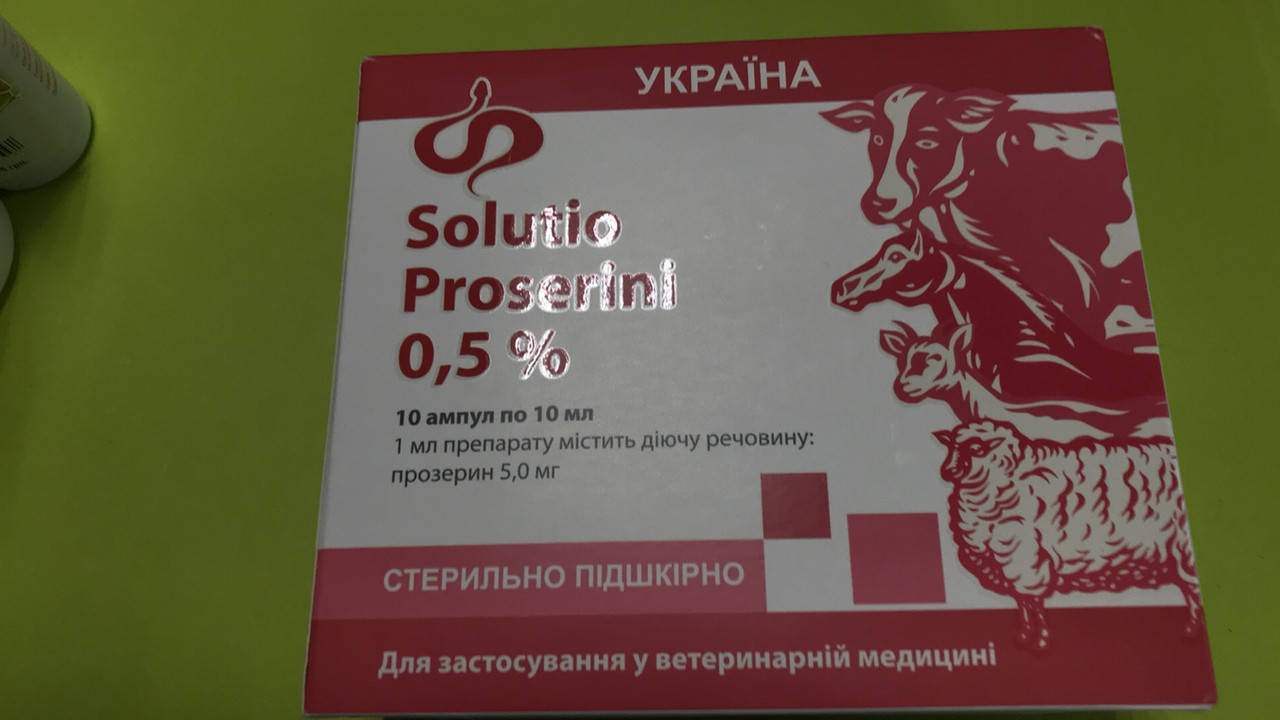 УКРАЇНА
Solutio
Proserini
0,5 %
10 ампул по 10 мл
1 мл препарату містить діючу речовину:
прозерин 5,0 мг
СТЕРИЛЬНО ПІДШКІРНО
Для застосування у ветеринарній медицині